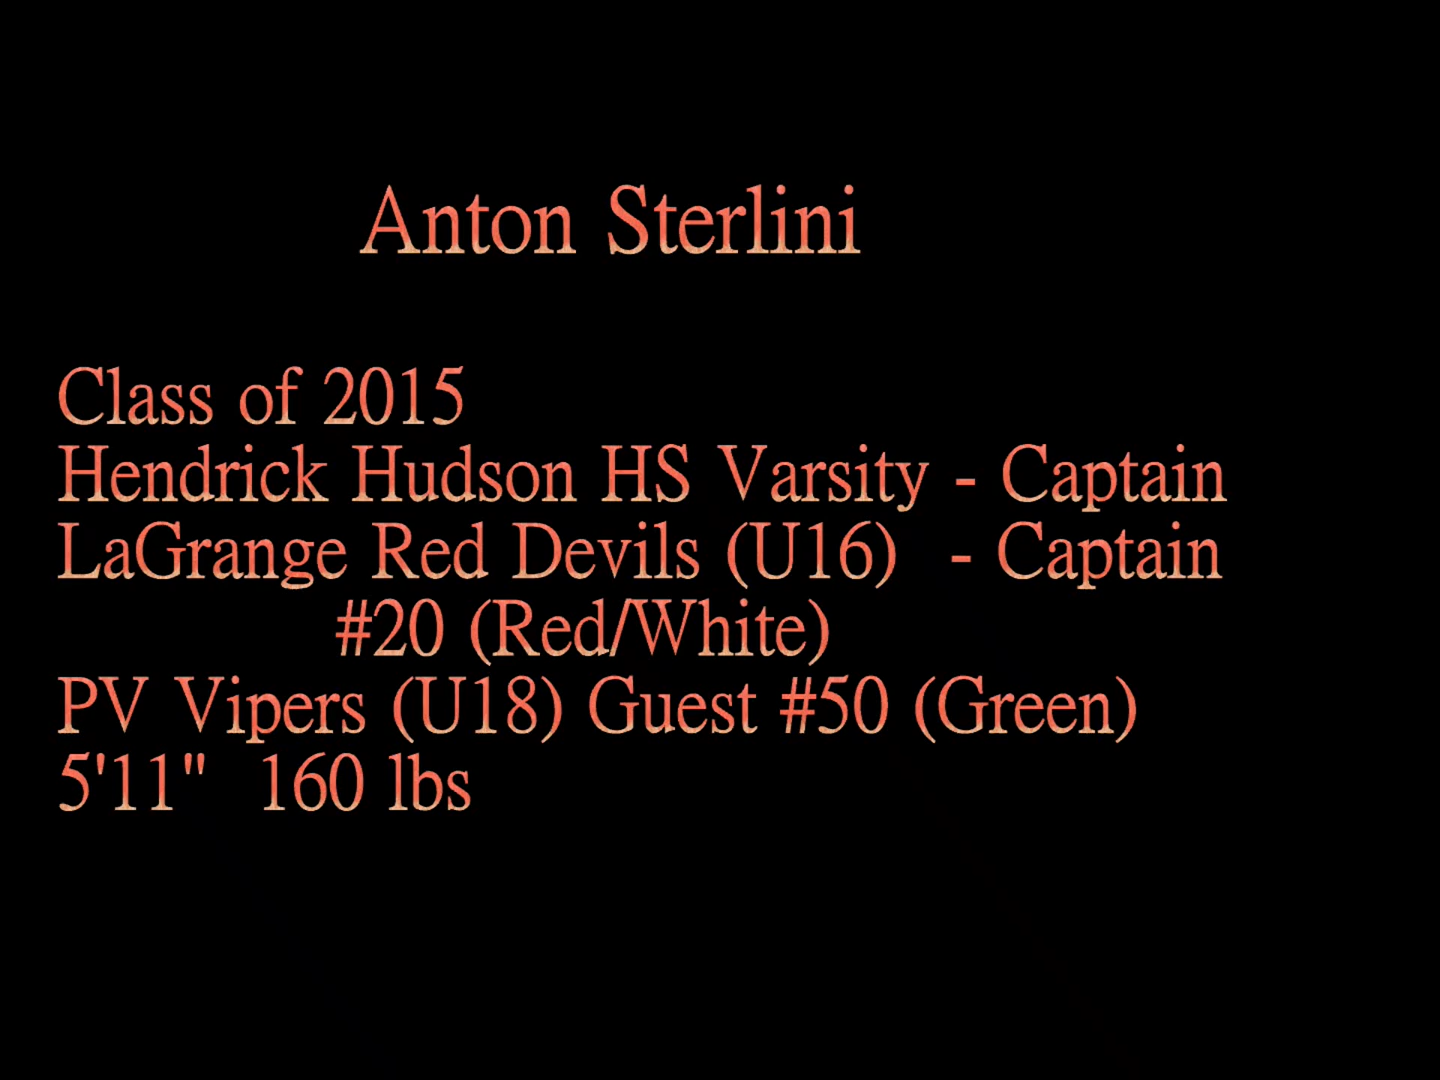 Anton Sterlini
Class of 2015
Hendrick Hudson HS Varsity - Captain
LaGrange Red Devils (U16)  - Captain
#20 (Red/White)
PV Vipers (U18) Guest #50 (Green)
5'11"  160 lbs